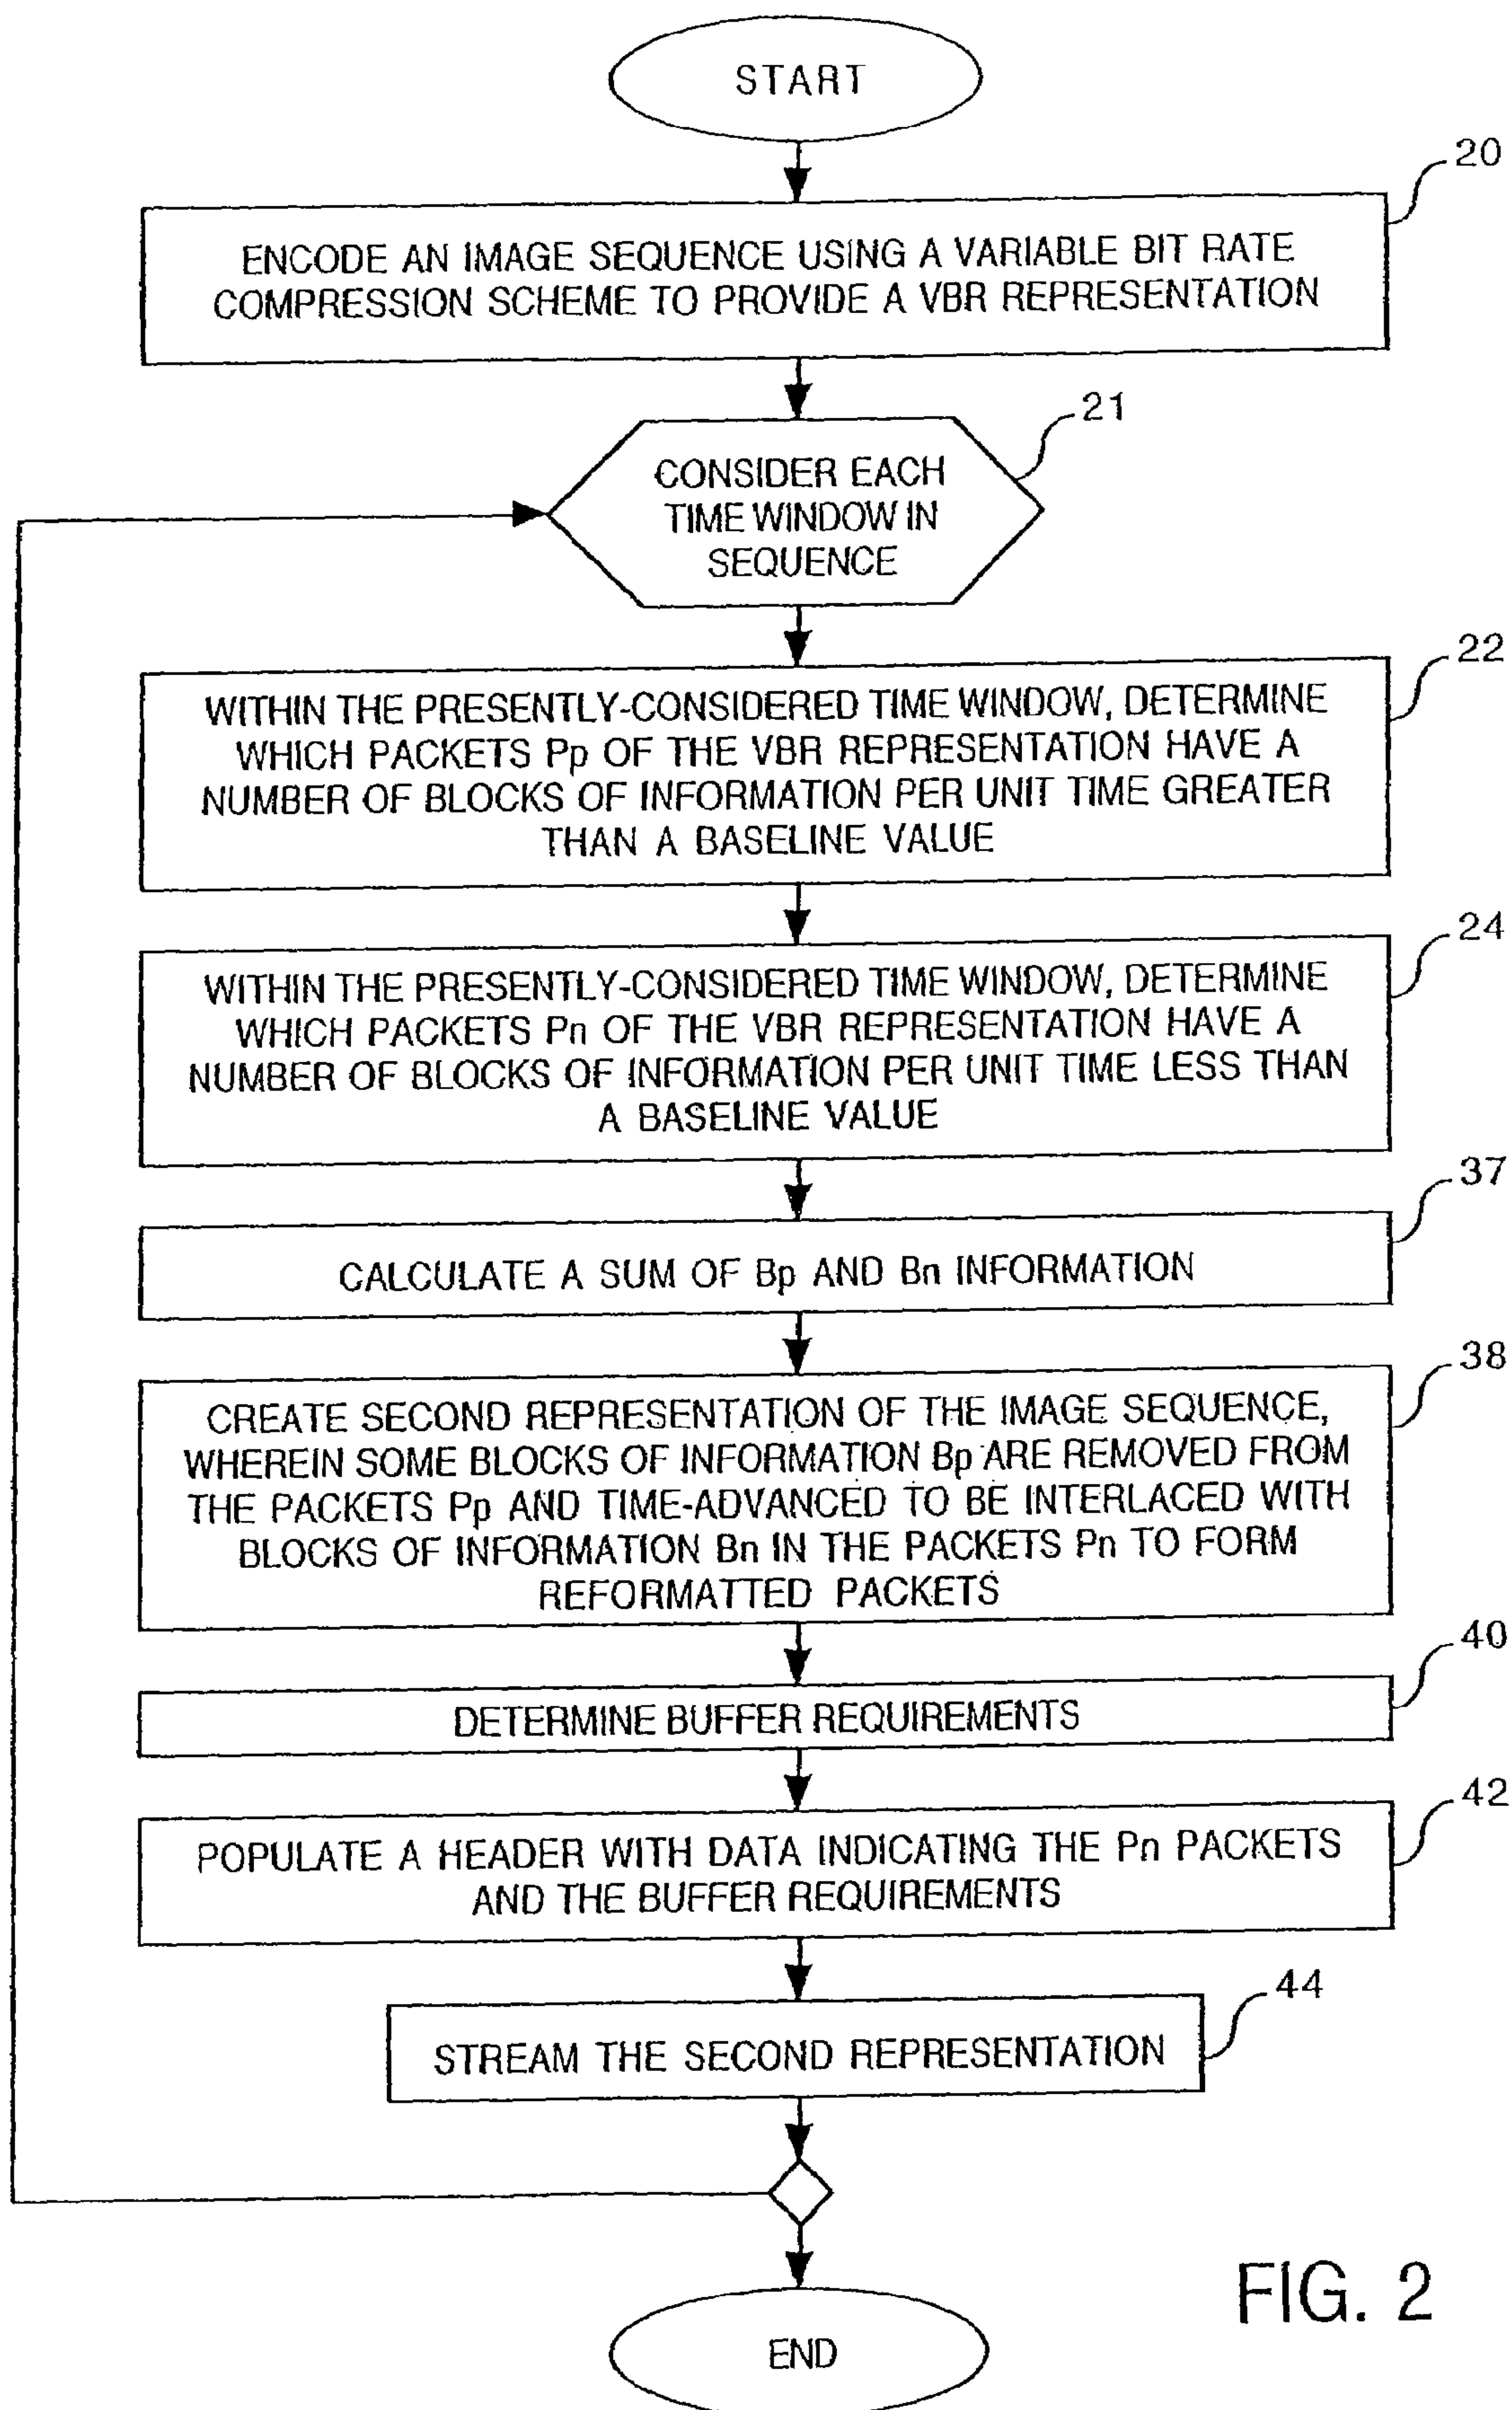 START
20
ENCODE AN IMAGE SEQUENCE USING A VARIABLE BIT RATE
COMPRESSION SCHEME TO PROVIDE A VBR REPRESENTATION
21
CONSIDER EACH
TIME WINDOW IN
SEQUENCE
22
WITHIN THE PRESENTLY-CONSIDERED TIME WINDOW, DETERMINE
WHICH PACKETS Pp OF THE VBR REPRESENTATION HAVE A
NUMBER OF BLOCKS OF INFORMATION PER UNIT TIME GREATER
THAN A BASELINE VALUE
24
WITHIN THE PRESENTLY-CONSIDERED TIME WINDOW, DETERMINE
WHICH PACKETS Pn OF THE VBR REPRESENTATION HAVE A
NUMBER OF BLOCKS OF INFORMATION PER UNIT TIME LESS THAN
A BASELINE VALUE
37
CALCULATE A SUM OF Bp AND Bn INFORMATION
38
CREATE SECOND REPRESENTATION OF THE IMAGE SEQUENCE,
WHEREIN SOME BLOCKS OF INFORMATION Bp ARE REMOVED FROM
THE PACKETS Pp AND TIME-ADVANCED TO BE INTERLACED WITH
BLOCKS OF INFORMATION Bn IN THE PACKETS Pn TO FORM
REFORMATTED PACKETS
40
DETERMINE BUFFER REQUIREMENTS
42
POPULATE A HEADER WITH DATA INDICATING THE Pn PACKETS
AND THE BUFFER REQUIREMENTS
44
STREAM THE SECOND REPRESENTATION
END
FIG. 2